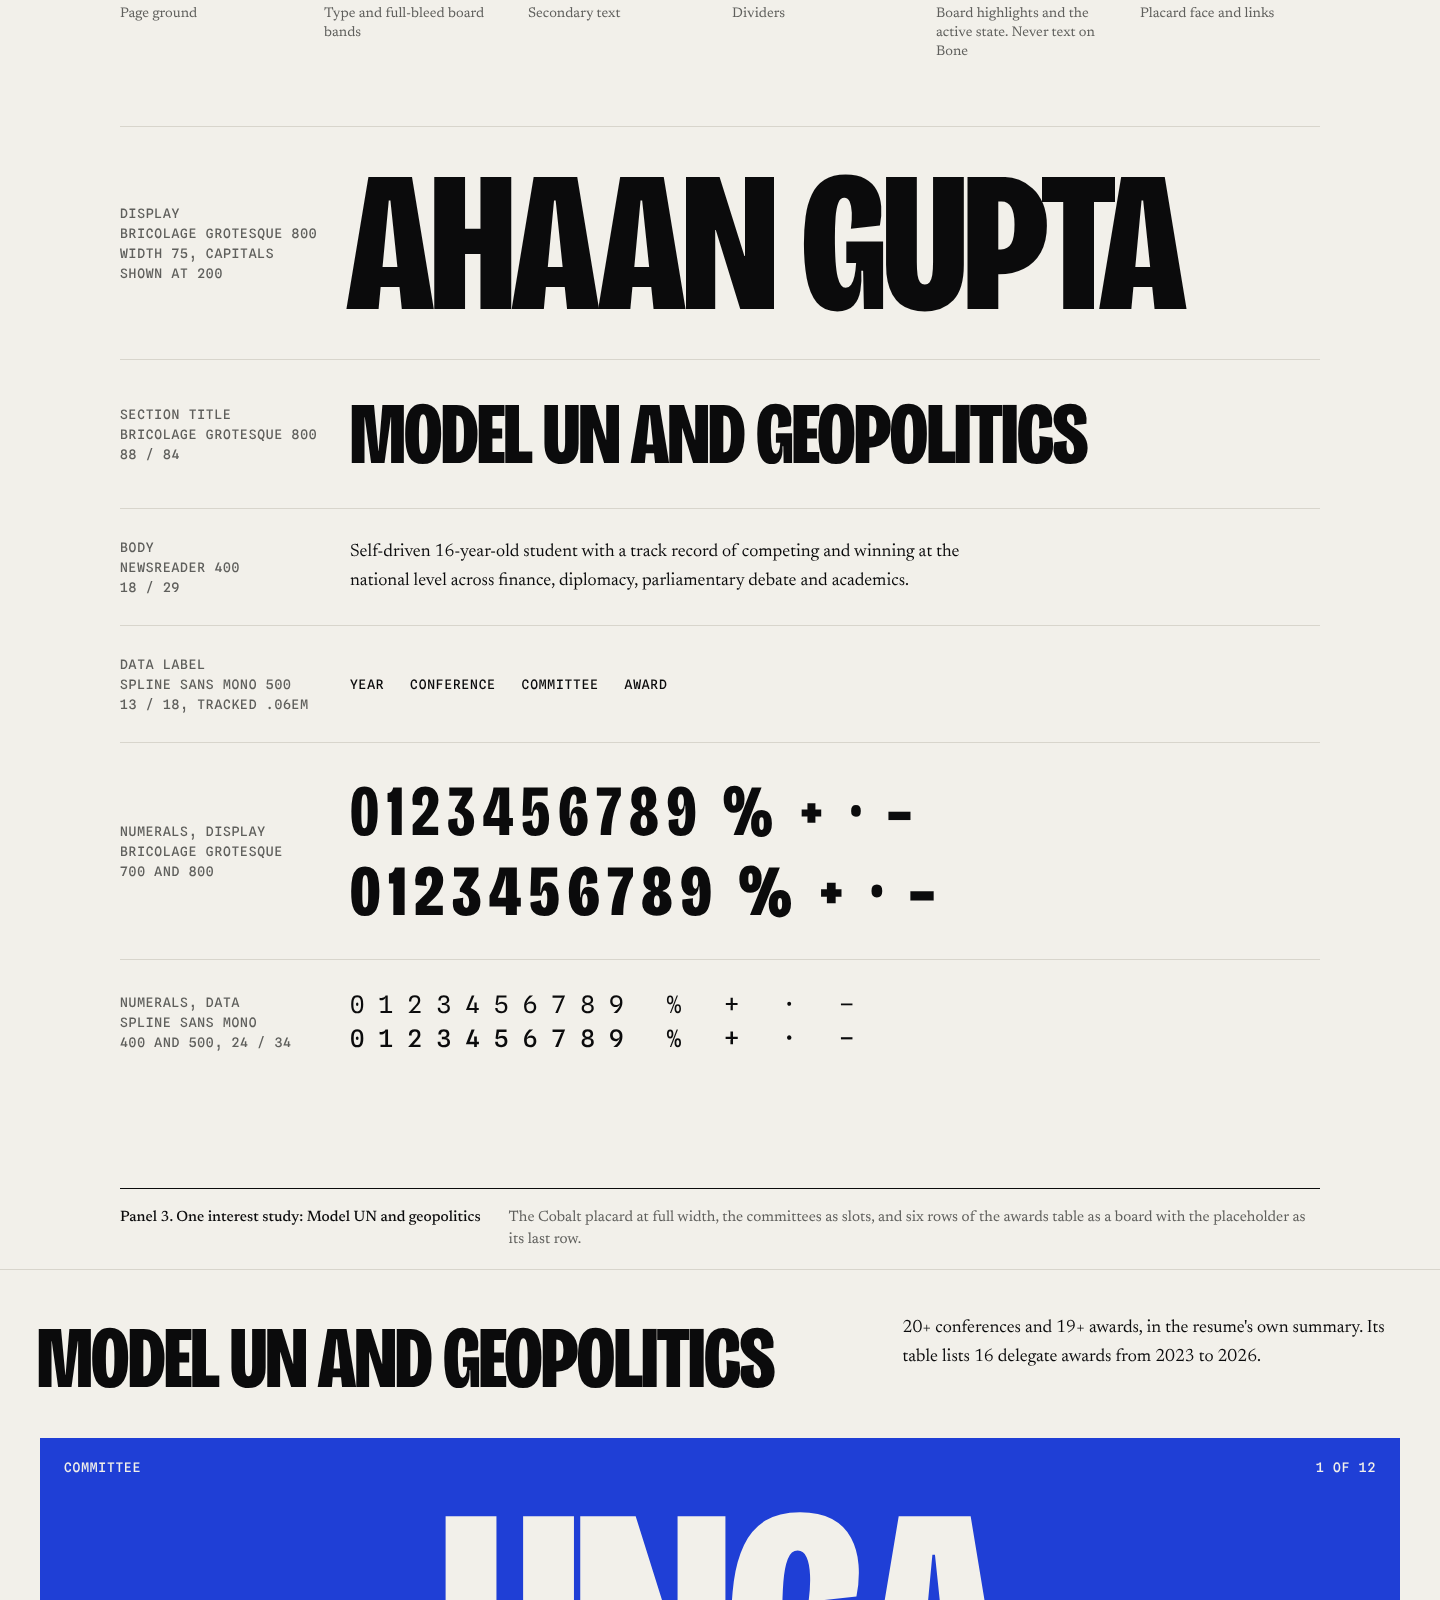 Page ground
Type and full-bleed board
bands
Secondary text
Dividers
Board highlights and the
active state. Never text on
Bone
Placard face and links
DISPLAY
BRICOLAGE GROTESQUE 800
WIDTH 75, CAPITALS
SHOWN AT 200
AHAAN GUPTA
SECTION TITLE
BRICOLAGE GROTESQUE 800
88 / 84
MODEL UN AND GEOPOLITICS
BODY
NEWSREADER 400
18 / 29
Self-driven 16-year-old student with a track record of competing and winning at the
national level across finance, diplomacy, parliamentary debate and academics.
DATA LABEL
SPLINE SANS MONO 500
13 / 18, TRACKED .06EM
YEAR CONFERENCE COMMITTEE AWARD
NUMERALS, DISPLAY
BRICOLAGE GROTESQUE
700 AND 800
0123456789 % + · –
0123456789 % + · –
NUMERALS, DATA
SPLINE SANS MONO
400 AND 500, 24 / 34
0 1 2 3 4 5 6 7 8 9 % + · –
0 1 2 3 4 5 6 7 8 9 % + · –
Panel 3. One interest study: Model UN and geopolitics
The Cobalt placard at full width, the committees as slots, and six rows of the awards table as a board with the placeholder as
its last row.
MODEL UN AND GEOPOLITICS
20+ conferences and 19+ awards, in the resume's own summary. Its
table lists 16 delegate awards from 2023 to 2026.
COMMITTEE
1 OF 12